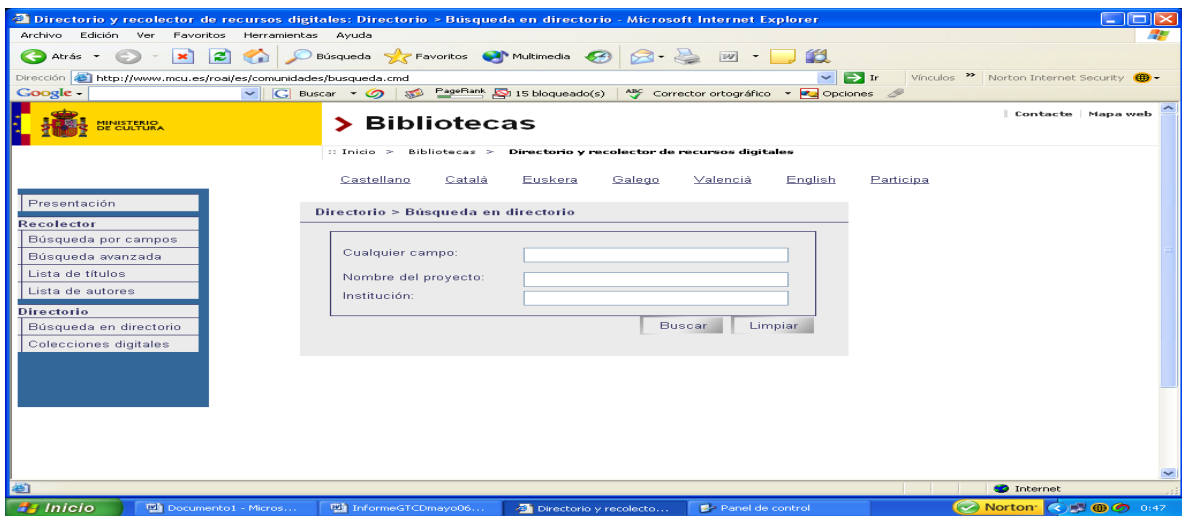 Directorio y recolector de recursos digitales: Directorio > Búsqueda en directorio - Microsoft Internet Explorer
Archivo Edición Ver Favoritos Herramientas Ayuda
Atrás Búsqueda Favoritos Multimedia
Dirección http://www.mcu.es/roai/es/comunidades/busqueda.cmd Ir Vínculos » Norton Internet Security
Google Buscar PageRank 15 bloqueado(s) ABC Corrector ortográfico Opciones
MINISTERIO
DE CULTURA
> Bibliotecas
Contacte | Mapa web
:: Inicio > Bibliotecas > Directorio y recolector de recursos digitales
Castellano Català Euskera Galego Valencià English Participa
Presentación
Recolector
Búsqueda por campos
Búsqueda avanzada
Lista de títulos
Lista de autores
Directorio
Búsqueda en directorio
Colecciones digitales
Directorio > Búsqueda en directorio
Cualquier campo:
Nombre del proyecto:
Institución:
Buscar Limpiar
Internet
Inicio Documento1 - Micros... InformeGTCDmayo06... Directorio y recolecto... Panel de control Norton 0:47